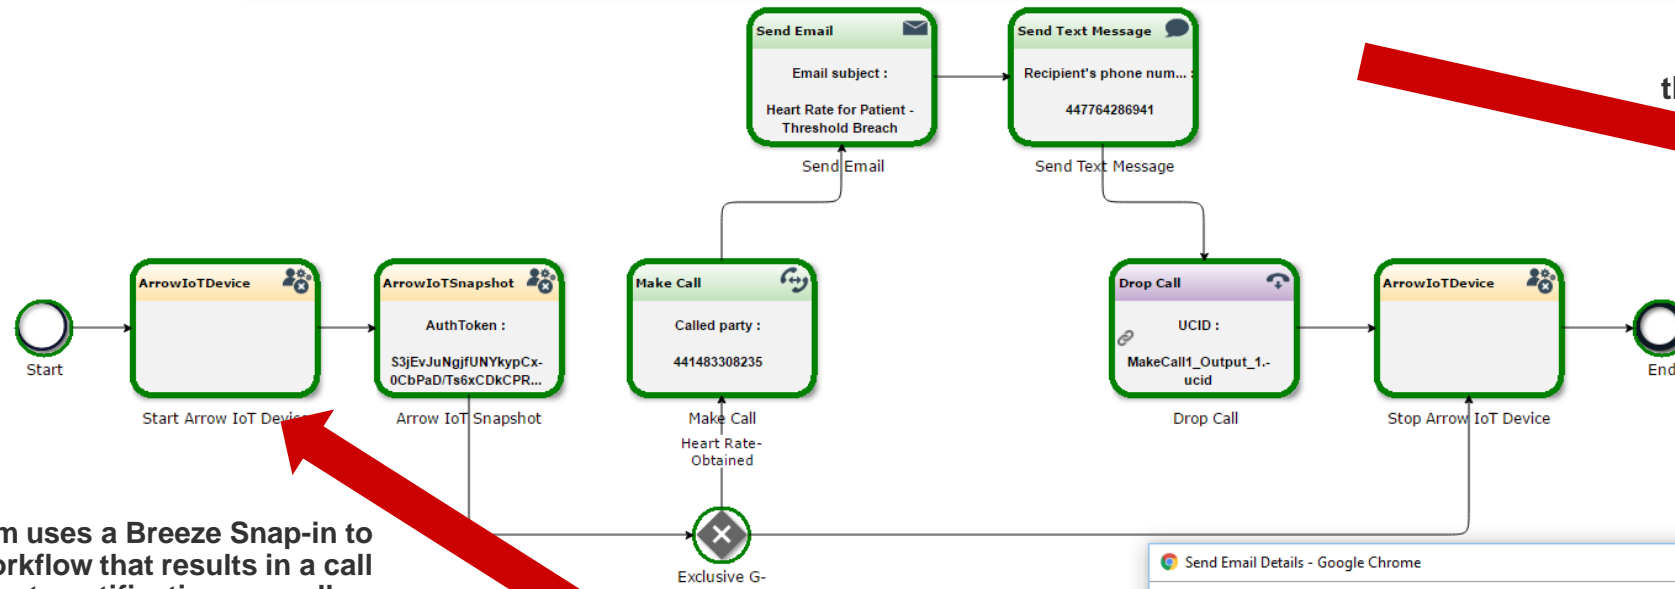 Send Email
Email subject :
Heart Rate for Patient -
Threshold Breach
Send Email
Send Text Message
Recipient's phone num... :
447764286941
Send Text Message
Start
ArrowIoTDevice
Start Arrow IoT Device
ArrowIoTSnapshot
AuthToken :
S3jEvJuNgjfUNYkypCx-
0CbPaD/Ts6xCDkCPR...
Arrow IoT Snapshot
Make Call
Called party :
441483308235
Make Call
Heart Rate-
Obtained
Exclusive G-
Drop Call
UCID :
MakeCall1_Output_1.-
ucid
Drop Call
ArrowIoTDevice
Stop Arrow IoT Device
End
m uses a Breeze Snap-in to
orkflow that results in a call
Send Email Details - Google Chrome